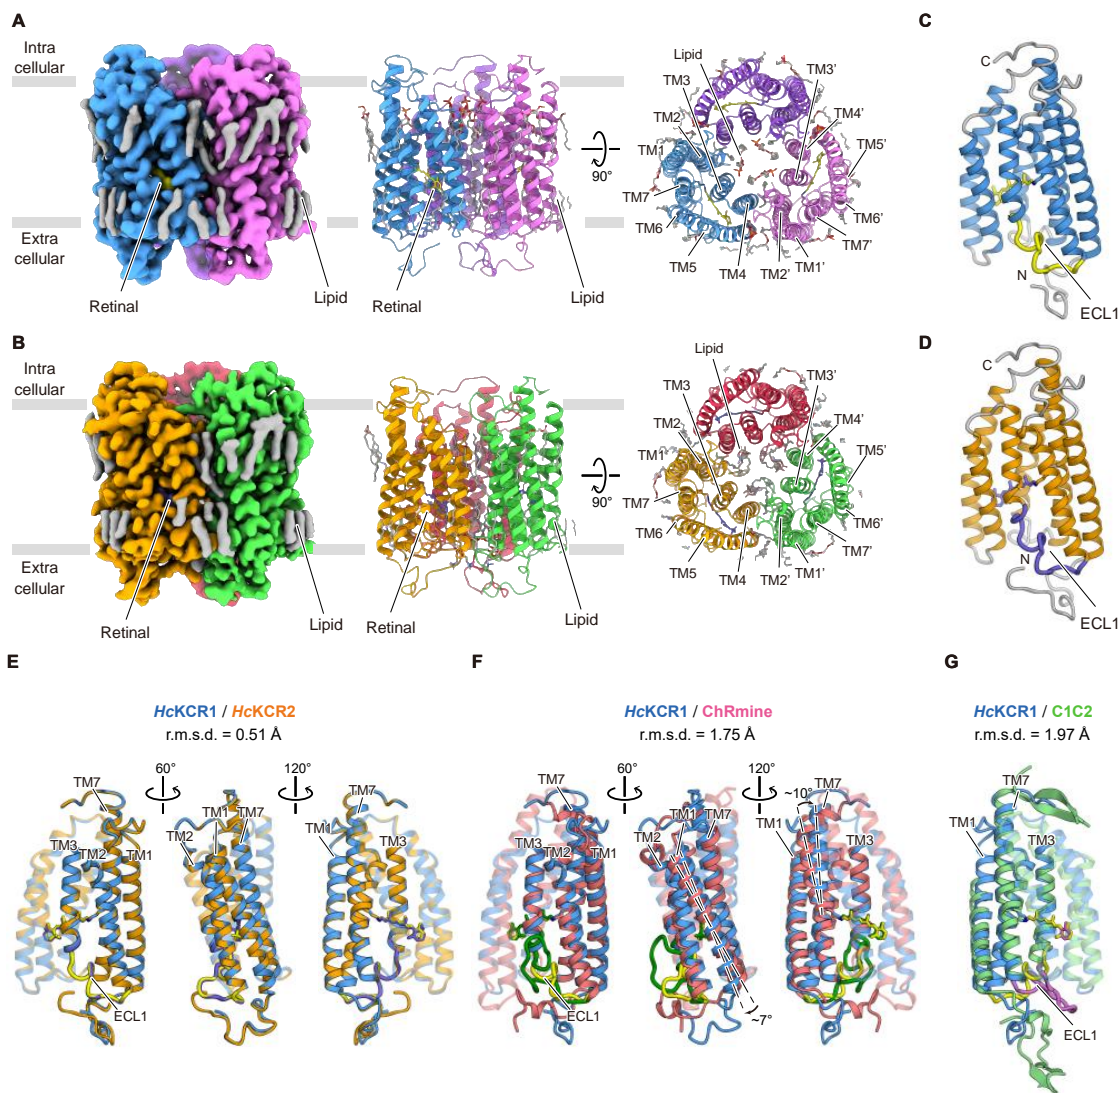 A
Intra
cellular
Extra
cellular
Retinal
Lipid
Retinal
Lipid
90°
Lipid
TM3
TM2
TM1
TM7
TM6
TM5
TM4
TM2'
TM1'
TM7'
TM6'
TM5'
TM4'
TM3'
C
C
N
ECL1
B
Intra
cellular
Extra
cellular
Retinal
Lipid
Retinal
Lipid
90°
Lipid
TM3
TM2
TM1
TM7
TM6
TM5
TM4
TM2'
TM1'
TM7'
TM6'
TM5'
TM4'
TM3'
D
C
N
ECL1
E
HcKCR1 / HcKCR2
r.m.s.d. = 0.51 Å
60°
120°
TM7
TM3
TM2
TM1
ECL1
TM1
TM7
TM2
TM7
TM1
TM3
F
HcKCR1 / ChRmine
r.m.s.d. = 1.75 Å
60°
120°
TM7
TM3
TM2
TM1
ECL1
TM1
TM7
TM2
~7°
~10°
TM7
TM1
TM3
G
HcKCR1 / C1C2
r.m.s.d. = 1.97 Å
TM7
TM1
TM3
ECL1